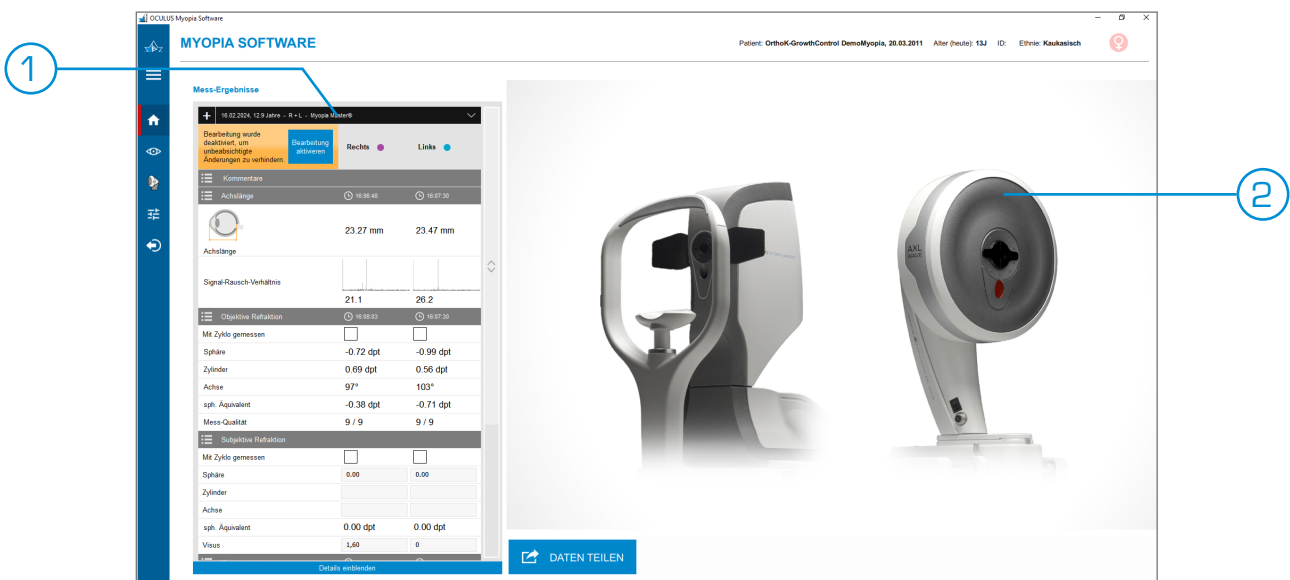 OCULUS Myopia Software
MYOPIA SOFTWARE
Patient: OrthoK-GrowthControl DemoMyopia, 20.03.2011 Alter (heute): 13J ID: Ethnie: Kaukasisch
1
Mess-Ergebnisse
16.02.2024, 12.9 Jahre - R + L - Myopia Master®
Bearbeitung wurde
deaktiviert, um
unbeabsichtigte
Änderungen zu verhindern
Bearbeitung
aktivieren
Rechts Links
Kommentare
Achslänge 16:06:48 16:07:30
23.27 mm 23.47 mm
Achslänge
Signal-Rausch-Verhältnis
21.1 26.2
Objektive Refraktion 16:08:03 16:07:30
Mit Zyklo gemessen
Sphäre -0.72 dpt -0.99 dpt
Zylinder 0.69 dpt 0.56 dpt
Achse 97° 103°
sph. Äquivalent -0.38 dpt -0.71 dpt
Mess-Qualität 9 / 9 9 / 9
Subjektive Refraktion
Mit Zyklo gemessen
Sphäre 0.00 0.00
Zylinder
Achse
sph. Äquivalent 0.00 dpt 0.00 dpt
Visus 1,60 0
Details einblenden
AXL
WAVE
2
DATEN TEILEN